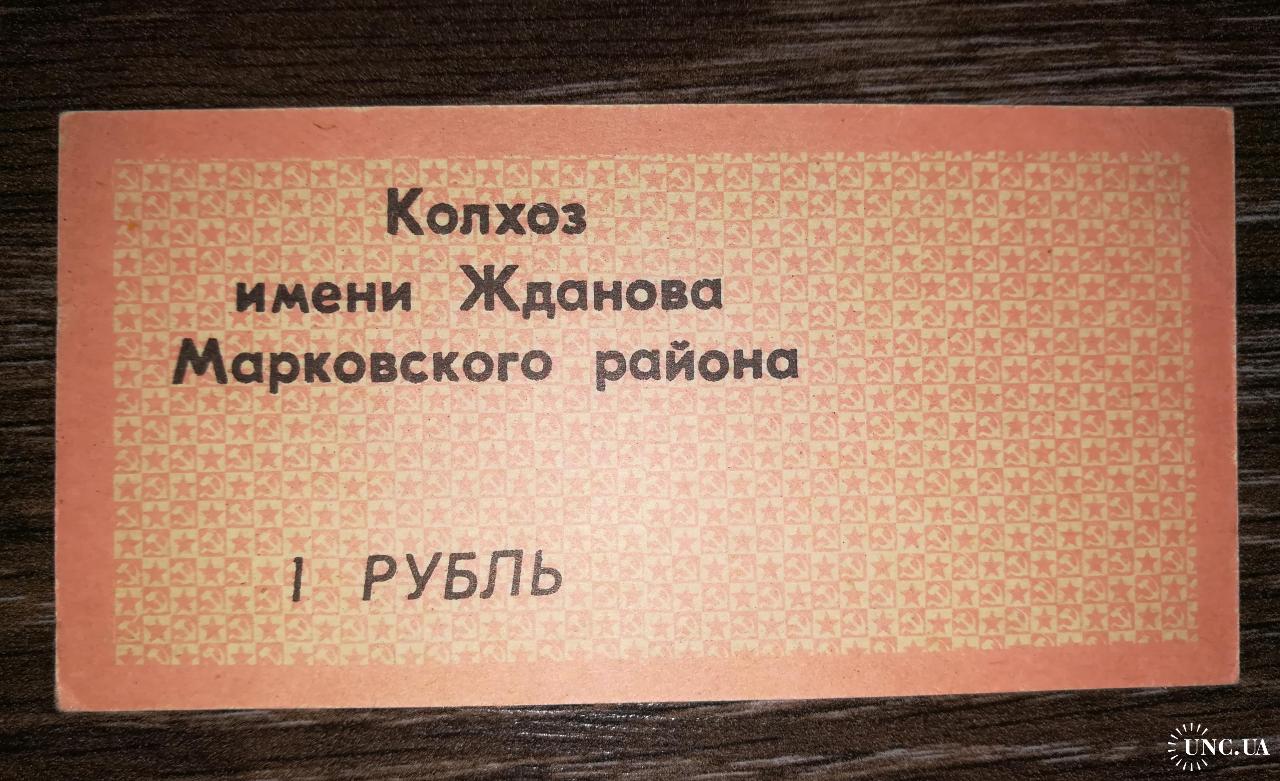 Колхоз
имени Жданова
Марковского района
1 РУБЛЬ
UNC.UA